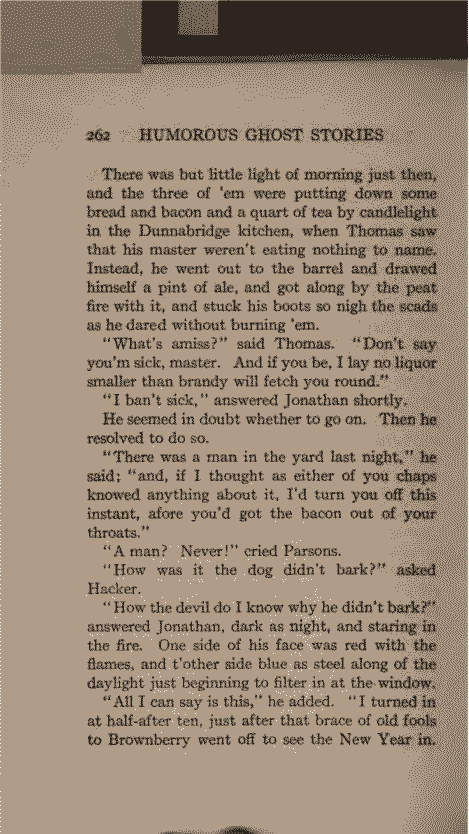 262 HUMOROUS GHOST STORIES
There was but little light of morning just then,
and the three of 'em were putting down some
bread and bacon and a quart of tea by candlelight
in the Dunnabridge kitchen, when Thomas saw
that his master weren't eating nothing to name.
Instead, he went out to the barrel and drawed
himself a pint of ale, and got along by the peat
fire with it, and stuck his boots so nigh the scads
as he dared without burning 'em.
"What's amiss?" said Thomas. "Don't say
you'm sick, master. And if you be, I lay no liquor
smaller than brandy will fetch you round."
"I ban't sick," answered Jonathan shortly.
He seemed in doubt whether to go on. Then he
resolved to do so.
"There was a man in the yard last night," he
said; "and, if I thought as either of you chaps
knowed anything about it, I'd turn you off this
instant, afore you'd got the bacon out of your
throats."
"A man? Never!" cried Parsons.
"How was it the dog didn't bark?" asked
Hacker.
"How the devil do I know why he didn't bark?"
answered Jonathan, dark as night, and staring in
the fire. One side of his face was red with the
flames, and t'other side blue as steel along of the
daylight just beginning to filter in at the window.
"All I can say is this," he added. "I turned in
at half-after ten, just after that brace of old fools
to Brownberry went off to see the New Year in.